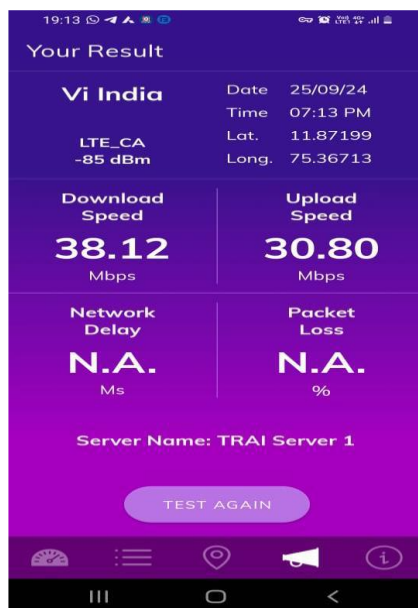 19:13
Your Result
Vi India
LTE_CA
-85 dBm
Date 25/09/24
Time 07:13 PM
Lat. 11.87199
Long. 75.36713
Download Speed
38.12
Mbps
Upload Speed
30.80
Mbps
Network Delay
N.A.
Ms
Packet Loss
N.A.
%
Server Name: TRAI Server 1
TEST AGAIN